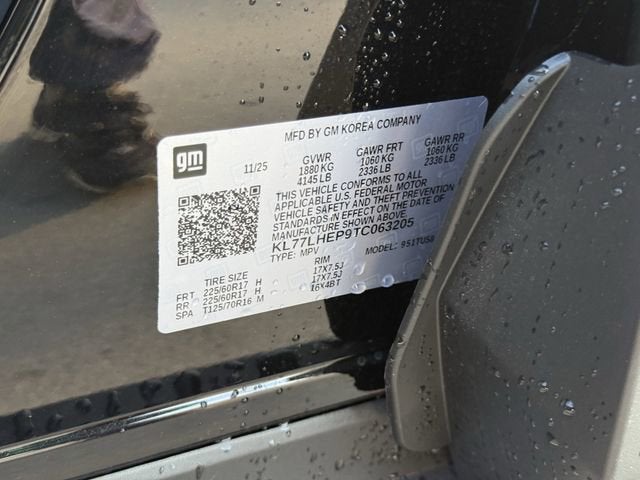 MFD BY GM KOREA COMPANY
gm
11/25
GVWR GAWR FRT GAWR RR
1880 KG 1060 KG 1060 KG
4145 LB 2336 LB 2336 LB
THIS VEHICLE CONFORMS TO ALL
APPLICABLE U.S. FEDERAL MOTOR
VEHICLE SAFETY AND THEFT PREVENTION
STANDARDS IN EFFECT ON THE DATE OF
MANUFACTURE SHOWN ABOVE.
KL77LHEP9TC063205
TYPE: MPV MODEL:
TIRE SIZE RIM
FRT 225/60R17 H 17X7.5J
RR 225/60R17 H 17X7.5J
SPA T125/70R16 M 16X4BT